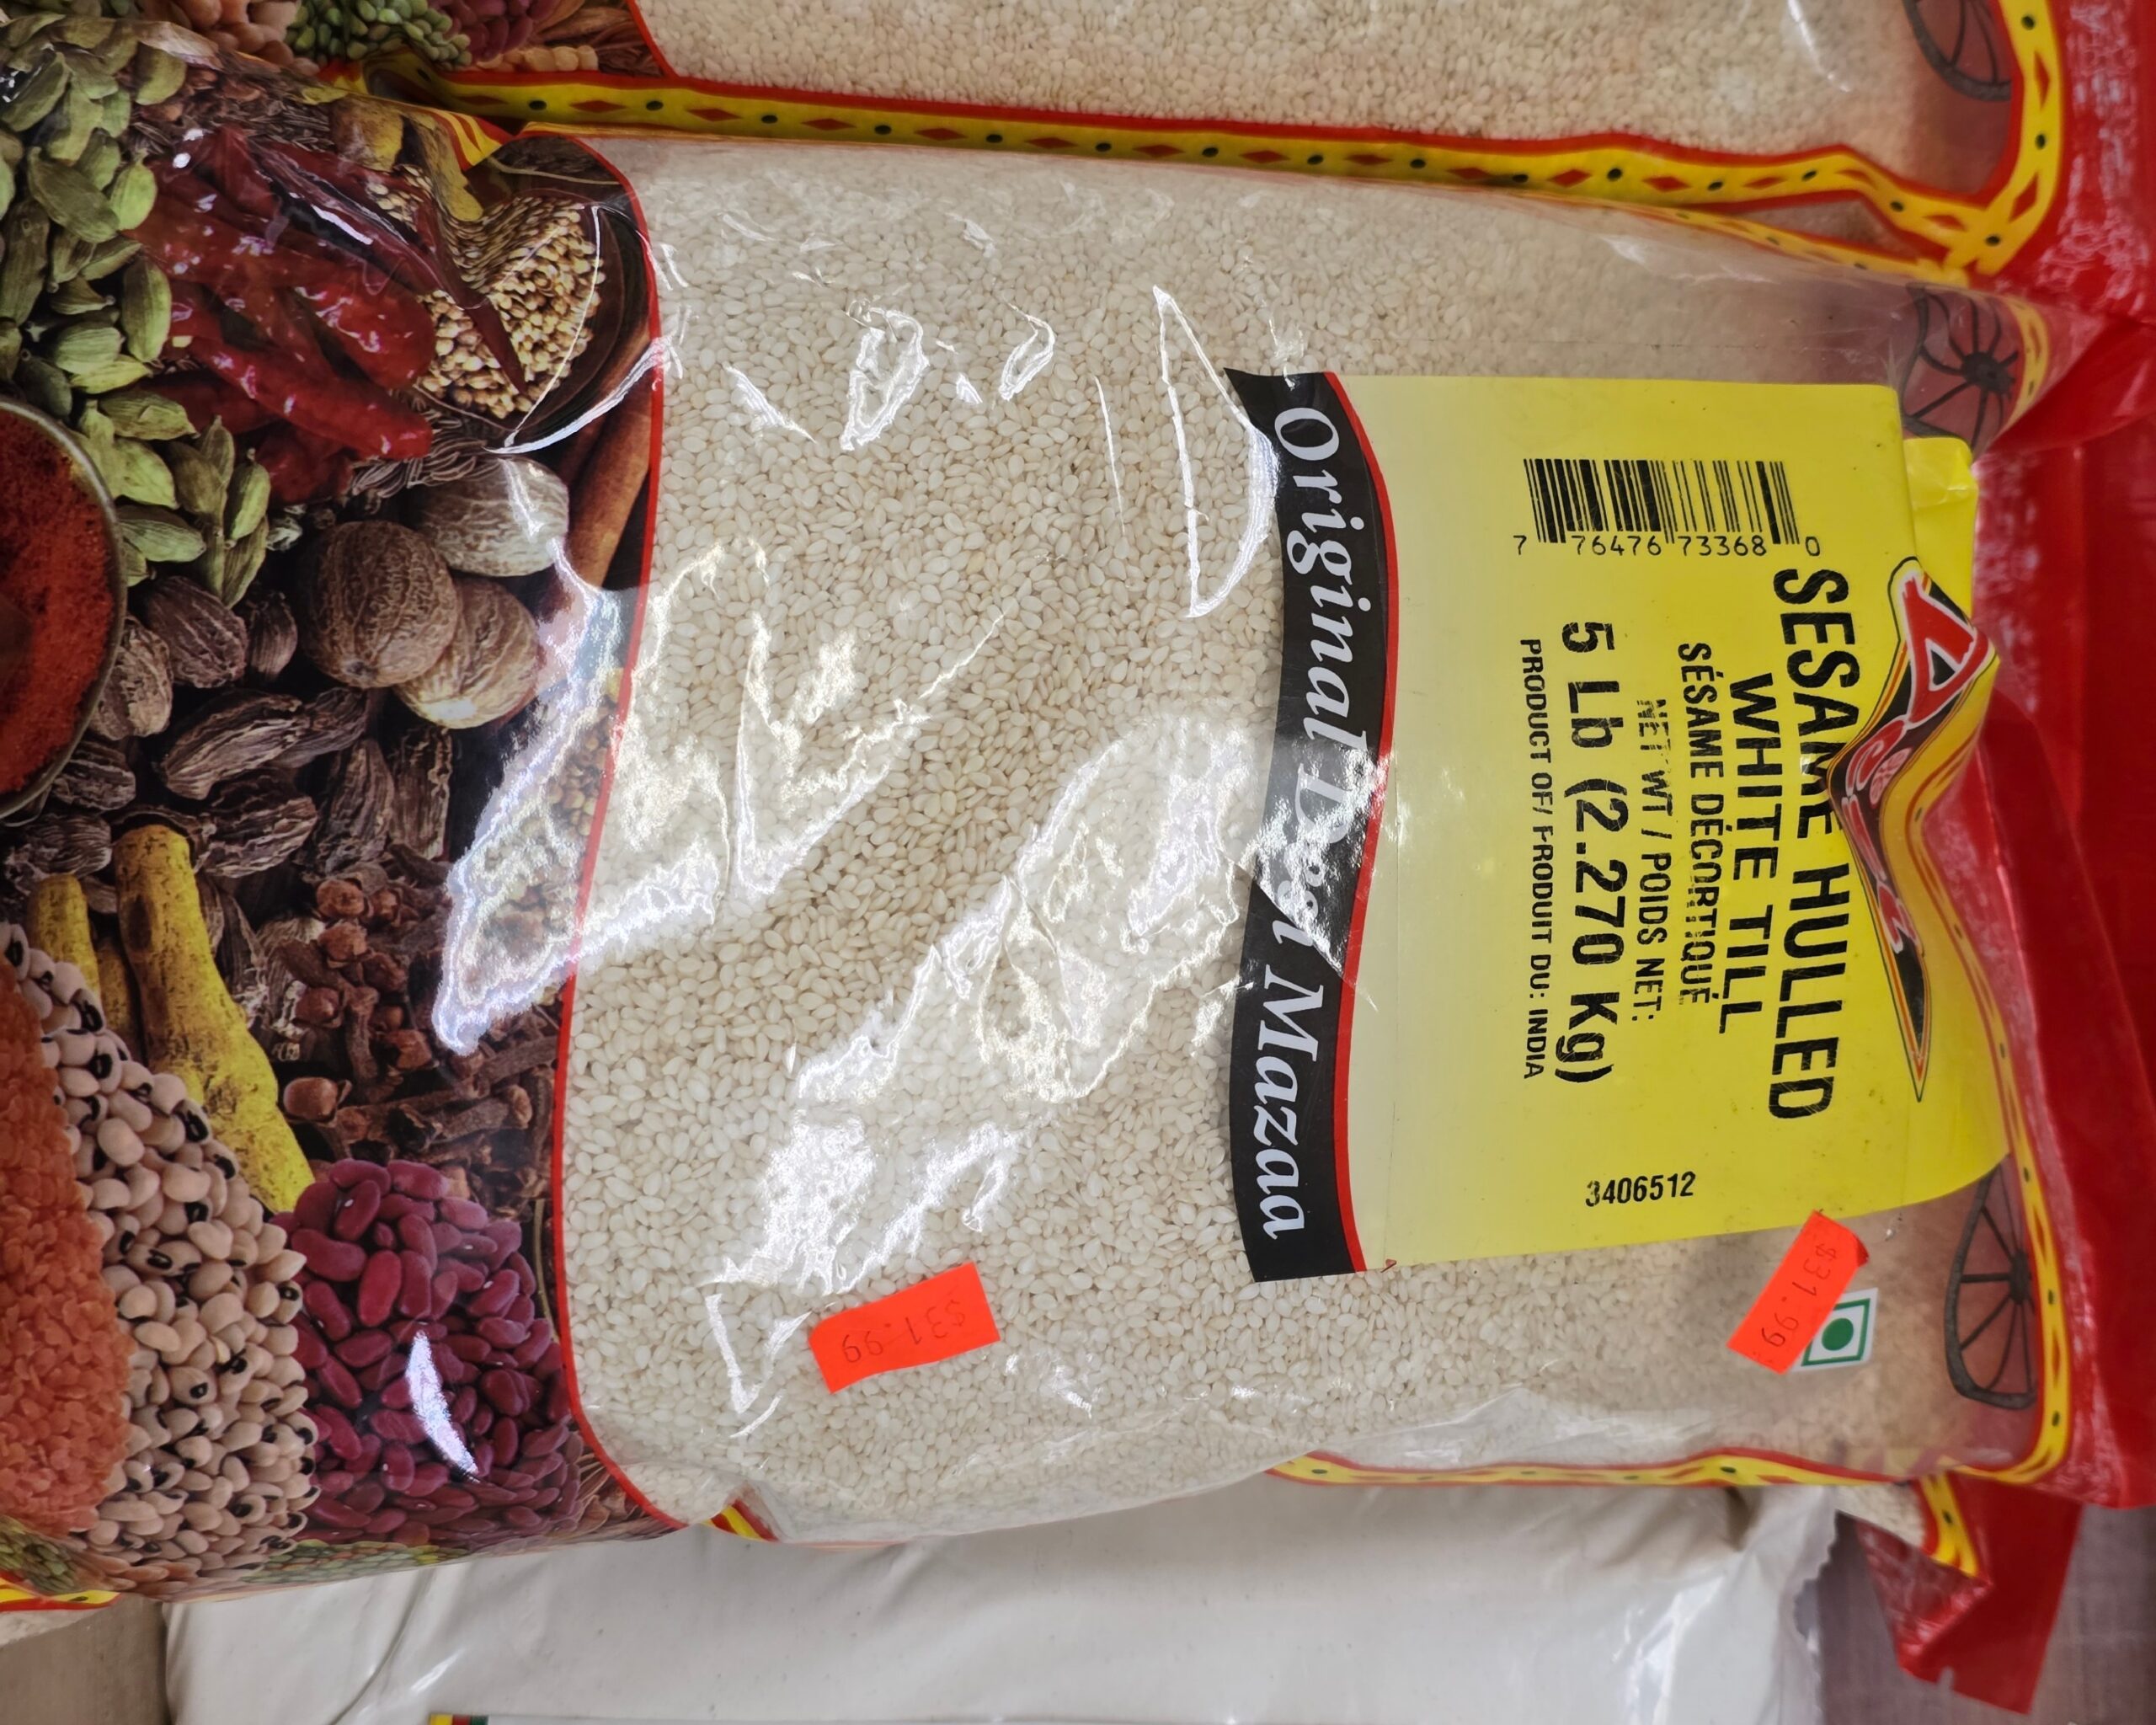 SESAME HULLED
WHITE TILL
SÉSAME DÉCORTIQUÉ
NET WT / POIDS NET:
5 Lb (2.270 Kg)
PRODUCT OF/ PRODUIT DU: INDIA
7 76476 73368 0
3406512
Original Desi Mazaa
$31.99
$31.99